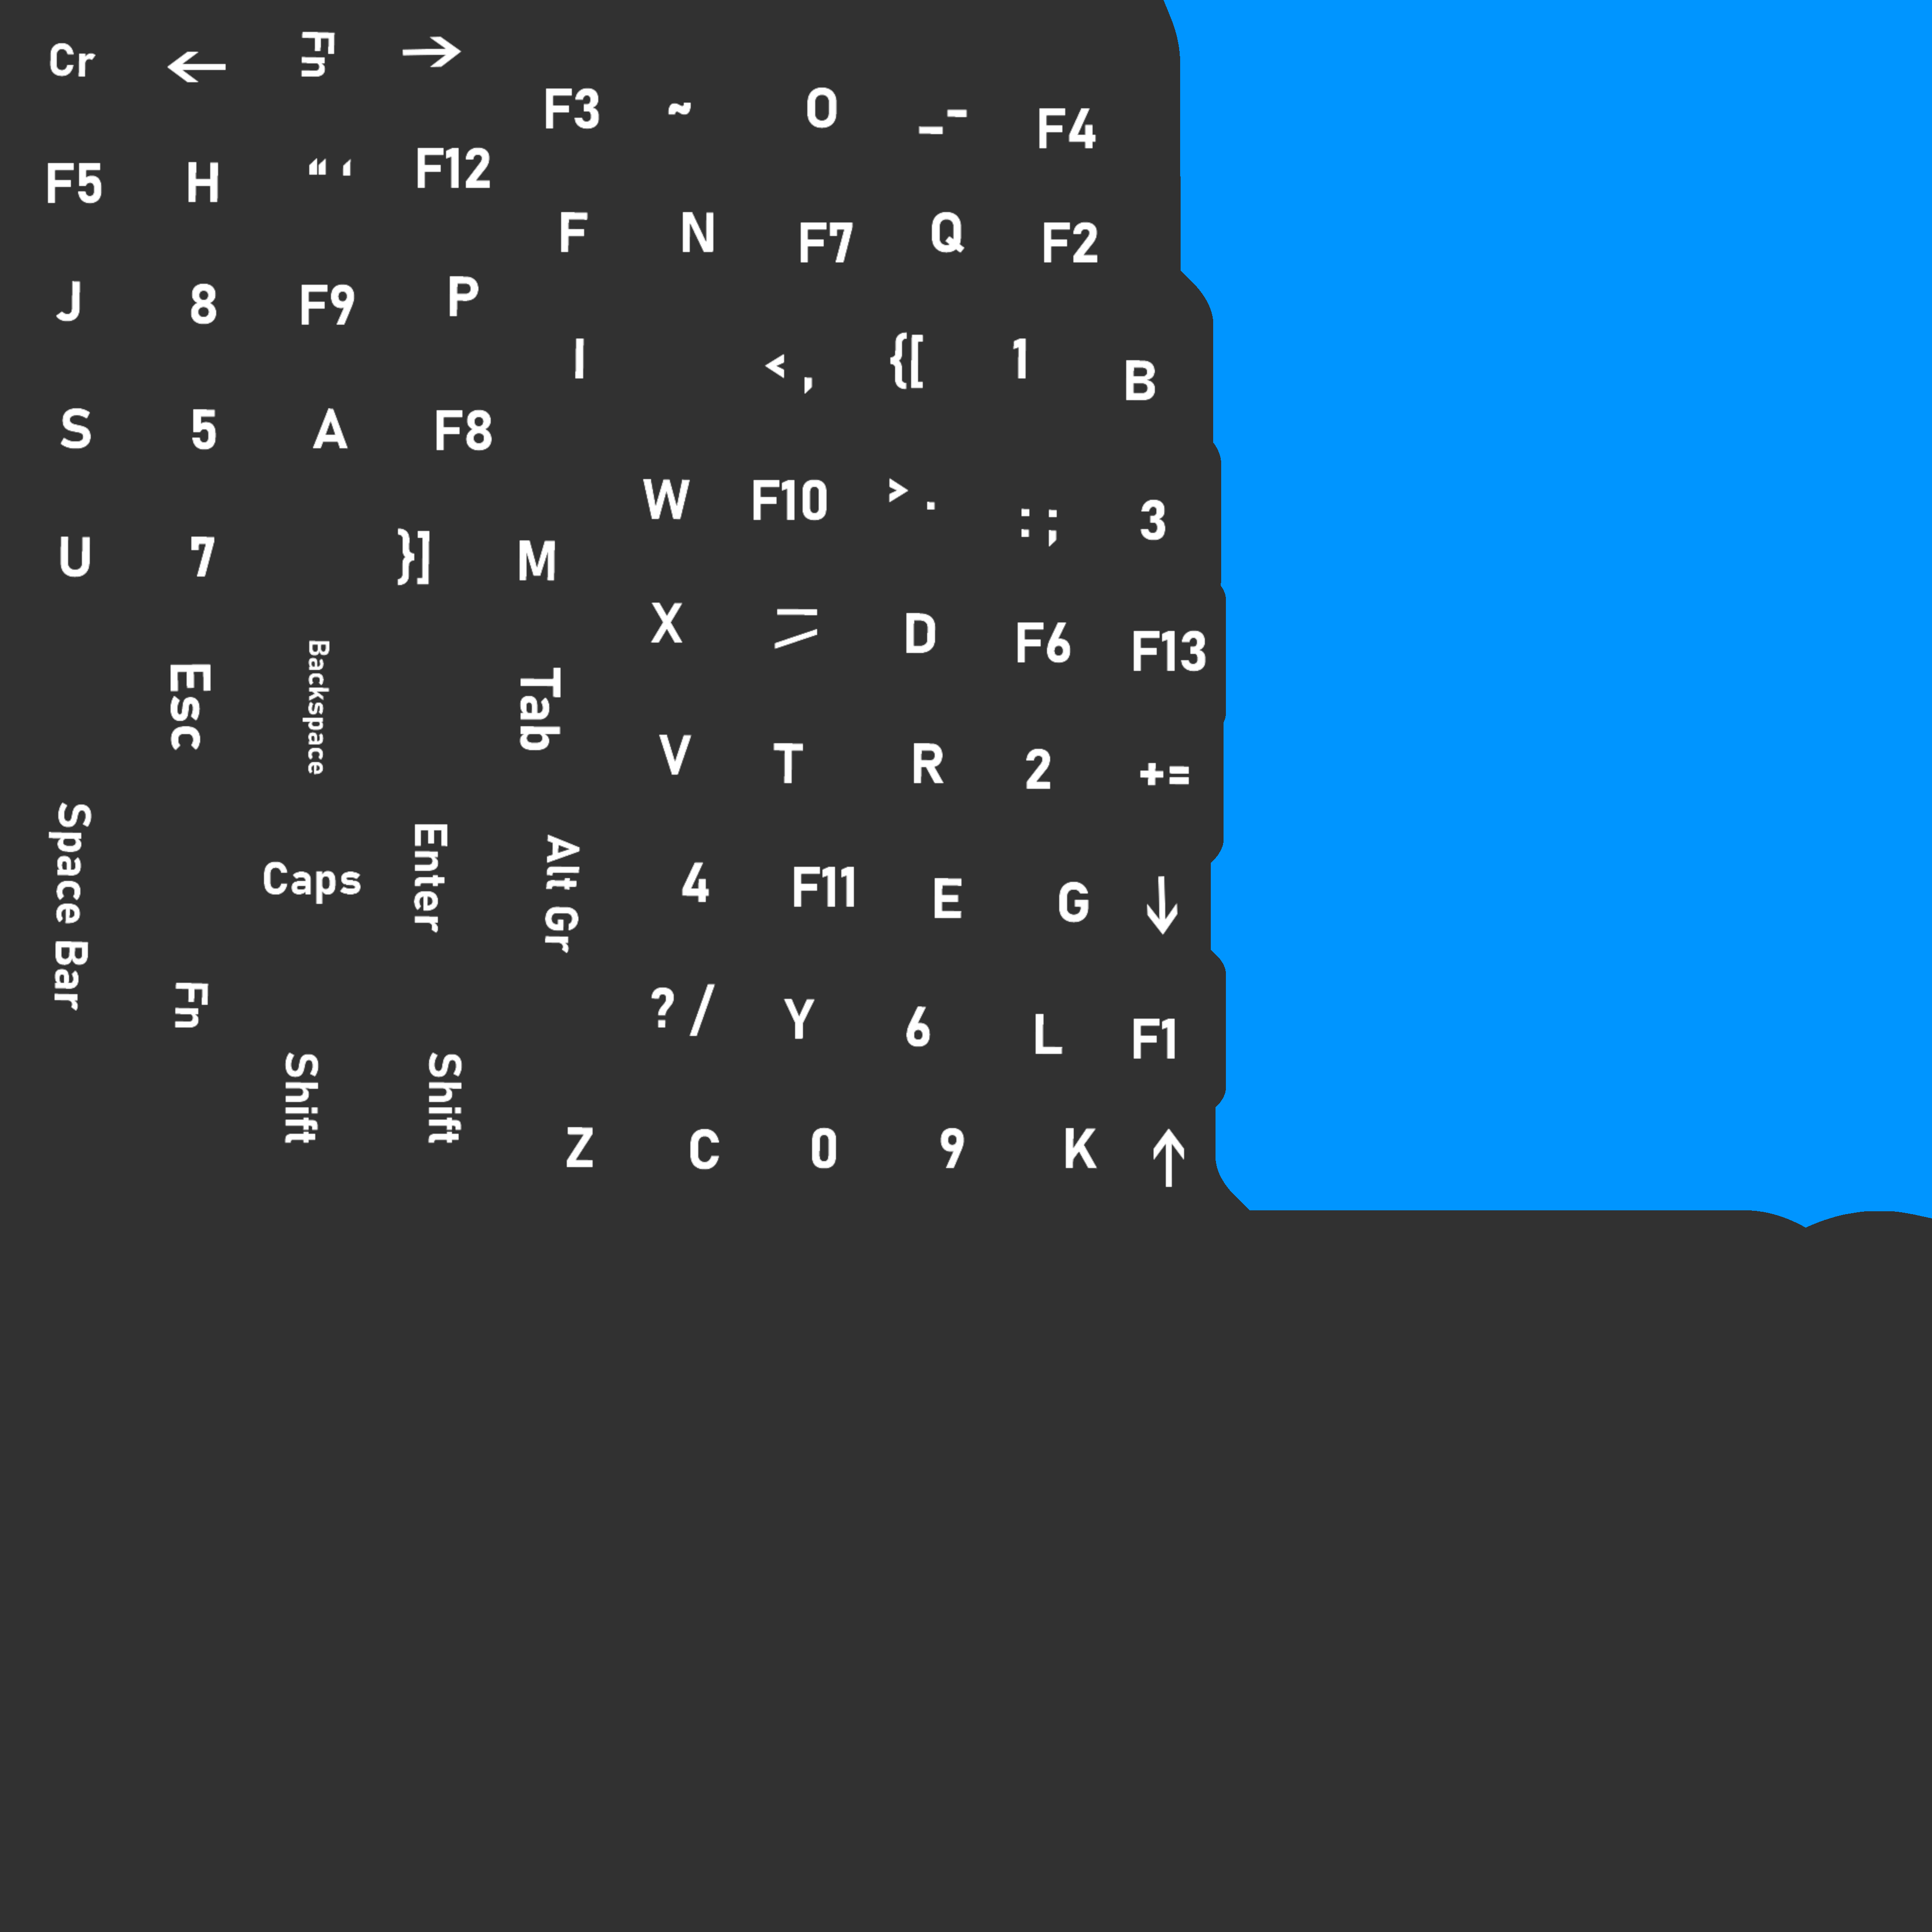 Cr ← Fn →
F3 ~ O _- F4
F5 H “‘ F12
F N F7 Q F2
J 8 F9 P
I <, {[ 1 B
S 5 A F8
W F10 >. :; 3
U 7 }] M
X D F6 F13
Esc Backspace Tab
V T R 2 +=
Space Bar Caps Enter Alt Gr
4 F11 E G ↓
Fn ?/ Y 6 L F1
Shift Shift
Z C 0 9 K ↑